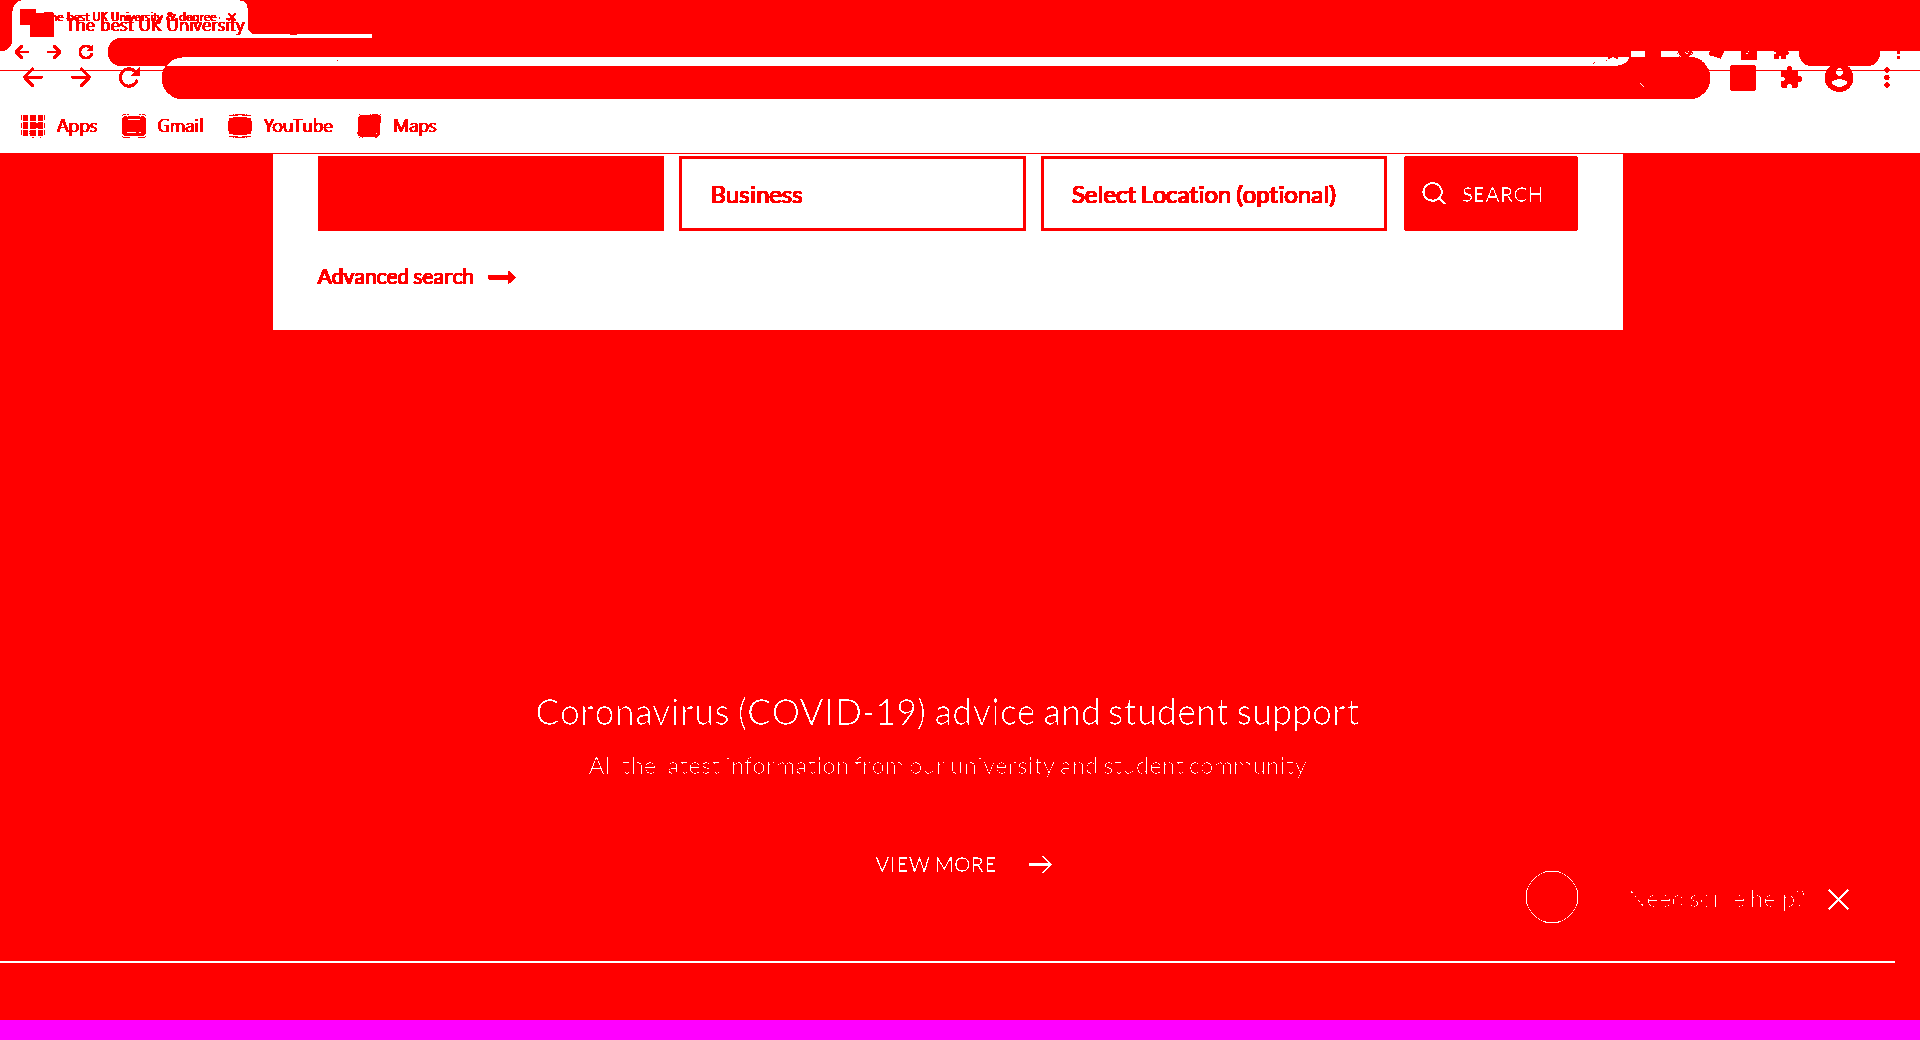 The best UK University & degree
The best UK University
Apps Gmail YouTube Maps
Business
Select Location (optional)
SEARCH
Advanced search
Coronavirus (COVID-19) advice and student support
All the latest information from our university and student community
VIEW MORE
Need some help?